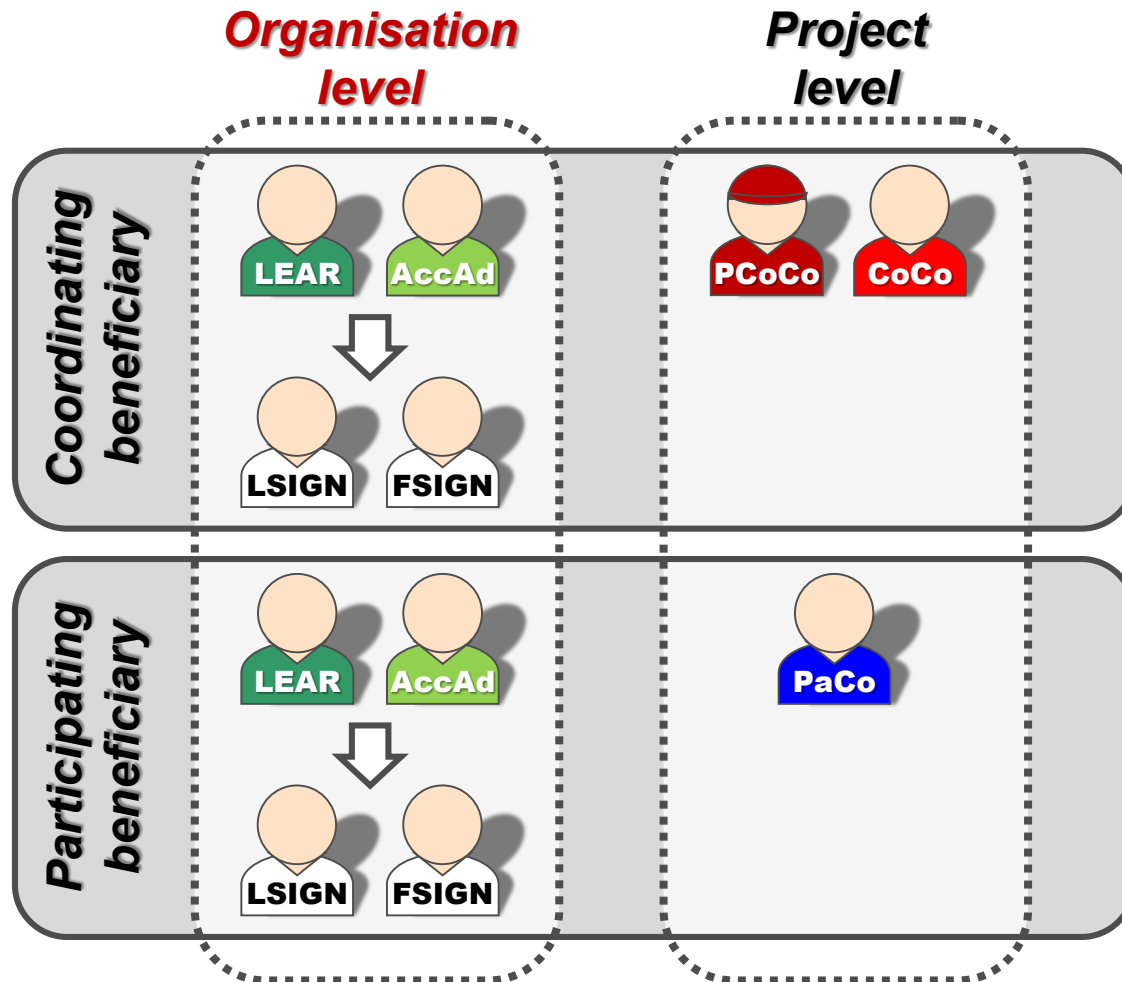 Organisation
level
Project
level
Coordinating
beneficiary
LEAR AccAd
PCoCo CoCo
LSIGN FSIGN
Participating
beneficiary
LEAR AccAd
PaCo
LSIGN FSIGN